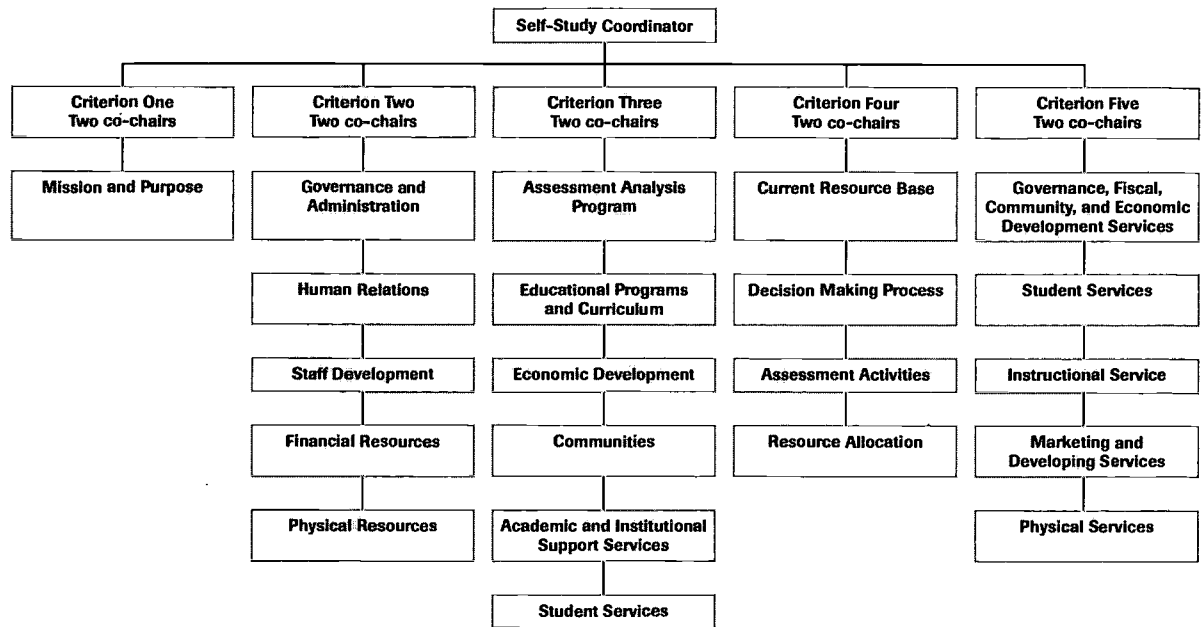 Self-Study Coordinator
Criterion One
Two co-chairs
Mission and Purpose
Criterion Two
Two co-chairs
Governance and
Administration
Human Relations
Staff Development
Financial Resources
Physical Resources
Criterion Three
Two co-chairs
Assessment Analysis
Program
Educational Programs
and Curriculum
Economic Development
Communities
Academic and Institutional
Support Services
Student Services
Criterion Four
Two co-chairs
Current Resource Base
Decision Making Process
Assessment Activities
Resource Allocation
Criterion Five
Two co-chairs
Governance, Fiscal,
Community, and Economic
Development Services
Student Services
Instructional Service
Marketing and
Developing Services
Physical Services